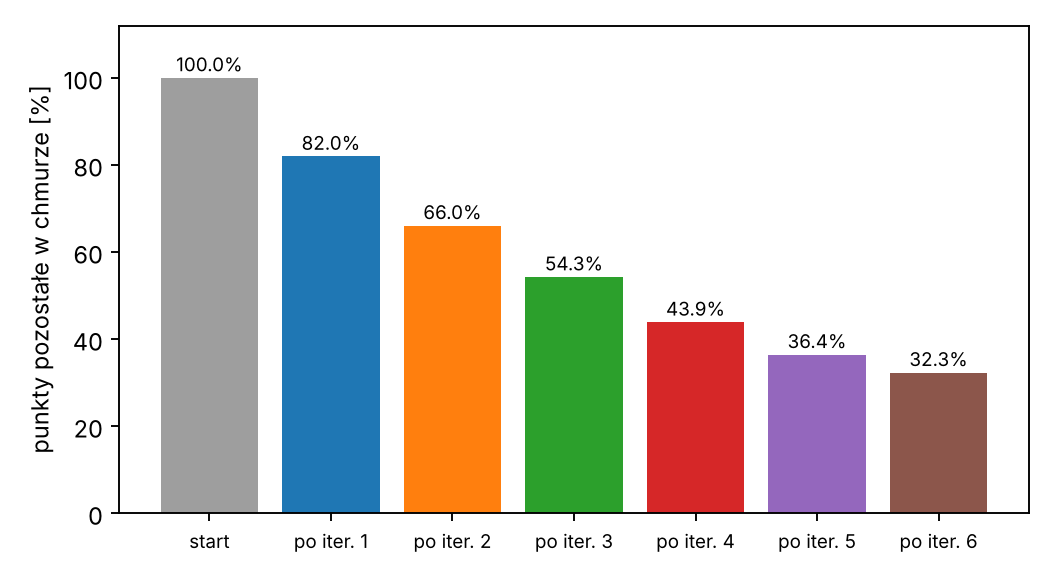 punkty pozostałe w chmurze [%]
100
80
60
40
20
0
100.0%
82.0%
66.0%
54.3%
43.9%
36.4%
32.3%
start
po iter. 1
po iter. 2
po iter. 3
po iter. 4
po iter. 5
po iter. 6